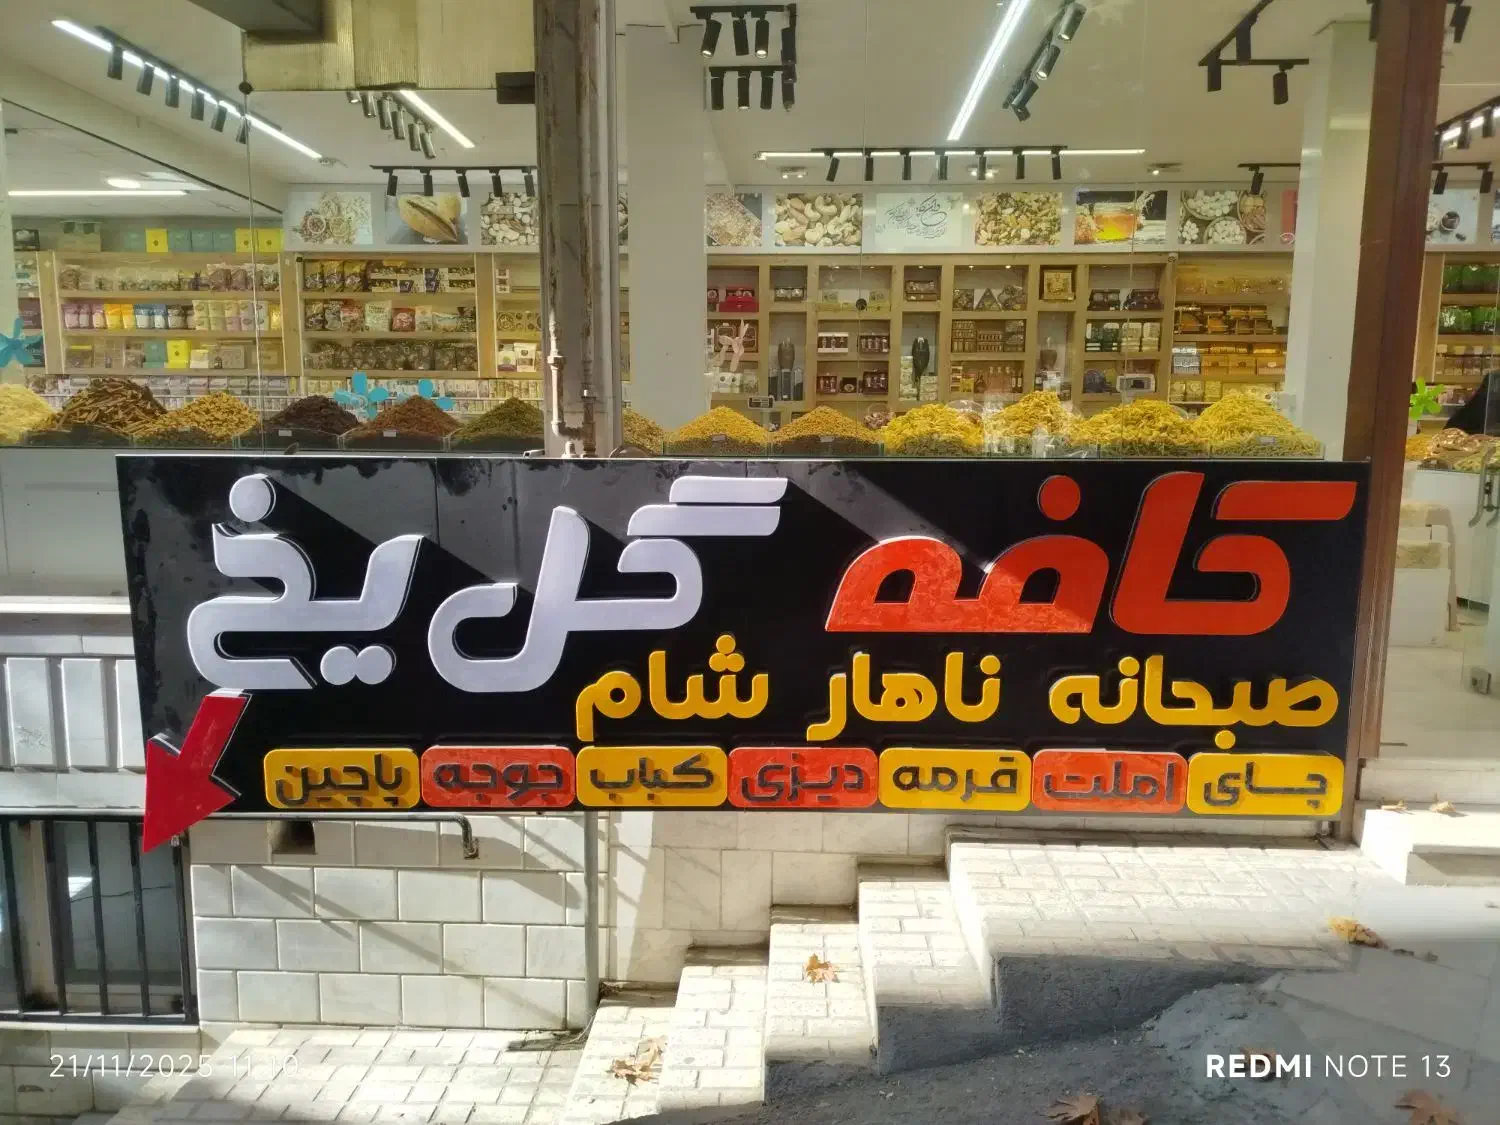 کافه گل یخ
صبحانه ناهار شام
چای املت قرمه دیزی کباب جوجه پاچین
21/11/2025 11:10
REDMI NOTE 13